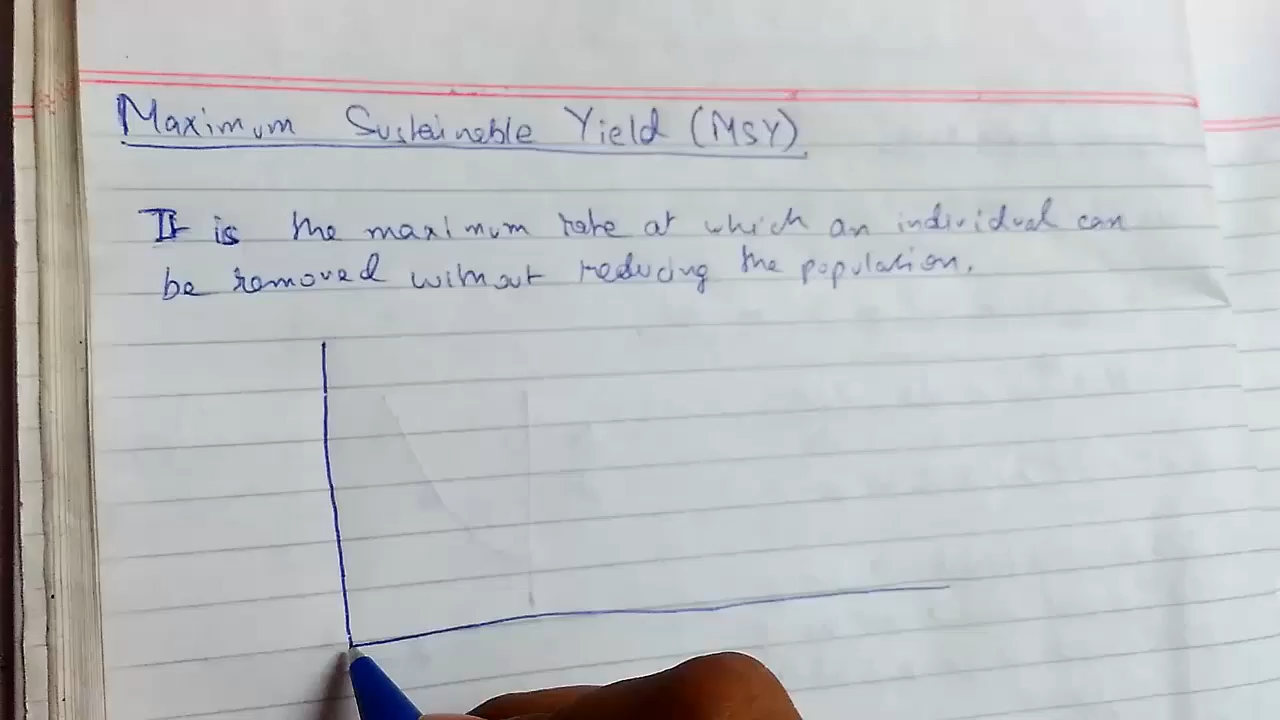 Maximum Sustainable Yield (MSY)
It is the maximum rate at which an individual can
be removed without reducing the population.